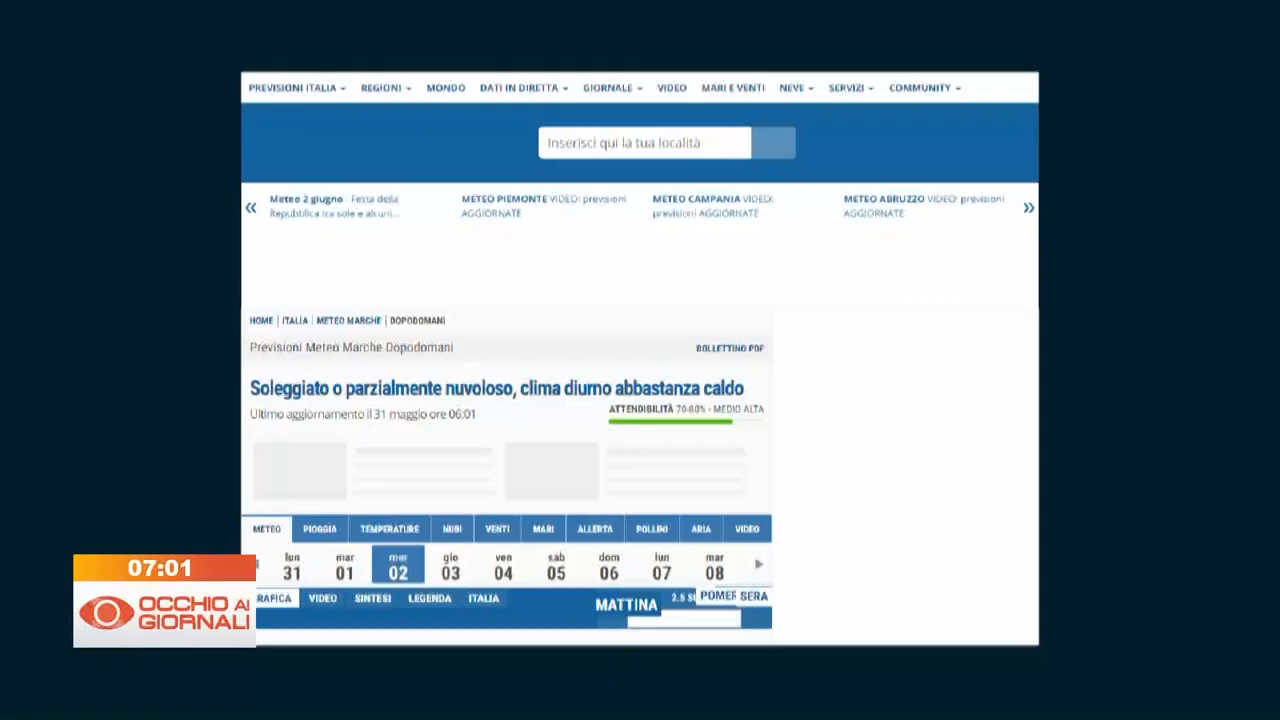 PREVISIONI ITALIA REGIONI MONDO DATI IN DIRETTA GIORNALE VIDEO MARI E VENTI NEVE SERVIZI COMMUNITY
Inserisci qui la tua località
« Meteo 2 giugno - Festa della METEO PIEMONTE VIDEO: previsioni METEO CAMPANIA VIDEO: METEO ABRUZZO VIDEO: previsioni »
Repubblica tra sole e alcuni... AGGIORNATE previsioni AGGIORNATE AGGIORNATE
HOME | ITALIA | METEO MARCHE | DOPODOMANI
Previsioni Meteo Marche Dopodomani BOLLETTINO PDF
Soleggiato o parzialmente nuvoloso, clima diurno abbastanza caldo
Ultimo aggiornamento il 31 maggio ore 06:01 ATTENDIBILITÀ 70-80% - MEDIO ALTA
METEO PIOGGIA TEMPERATURE NUBI VENTI MARI ALLERTA POLLINI ARIA VIDEO
lun mar mer gio ven sab dom lun mar
31 01 02 03 04 05 06 07 08
RAFICA VIDEO SINTESI LEGENDA ITALIA MATTINA 2.5 POMER SERA
07:01
OCCHIO AI
GIORNALI